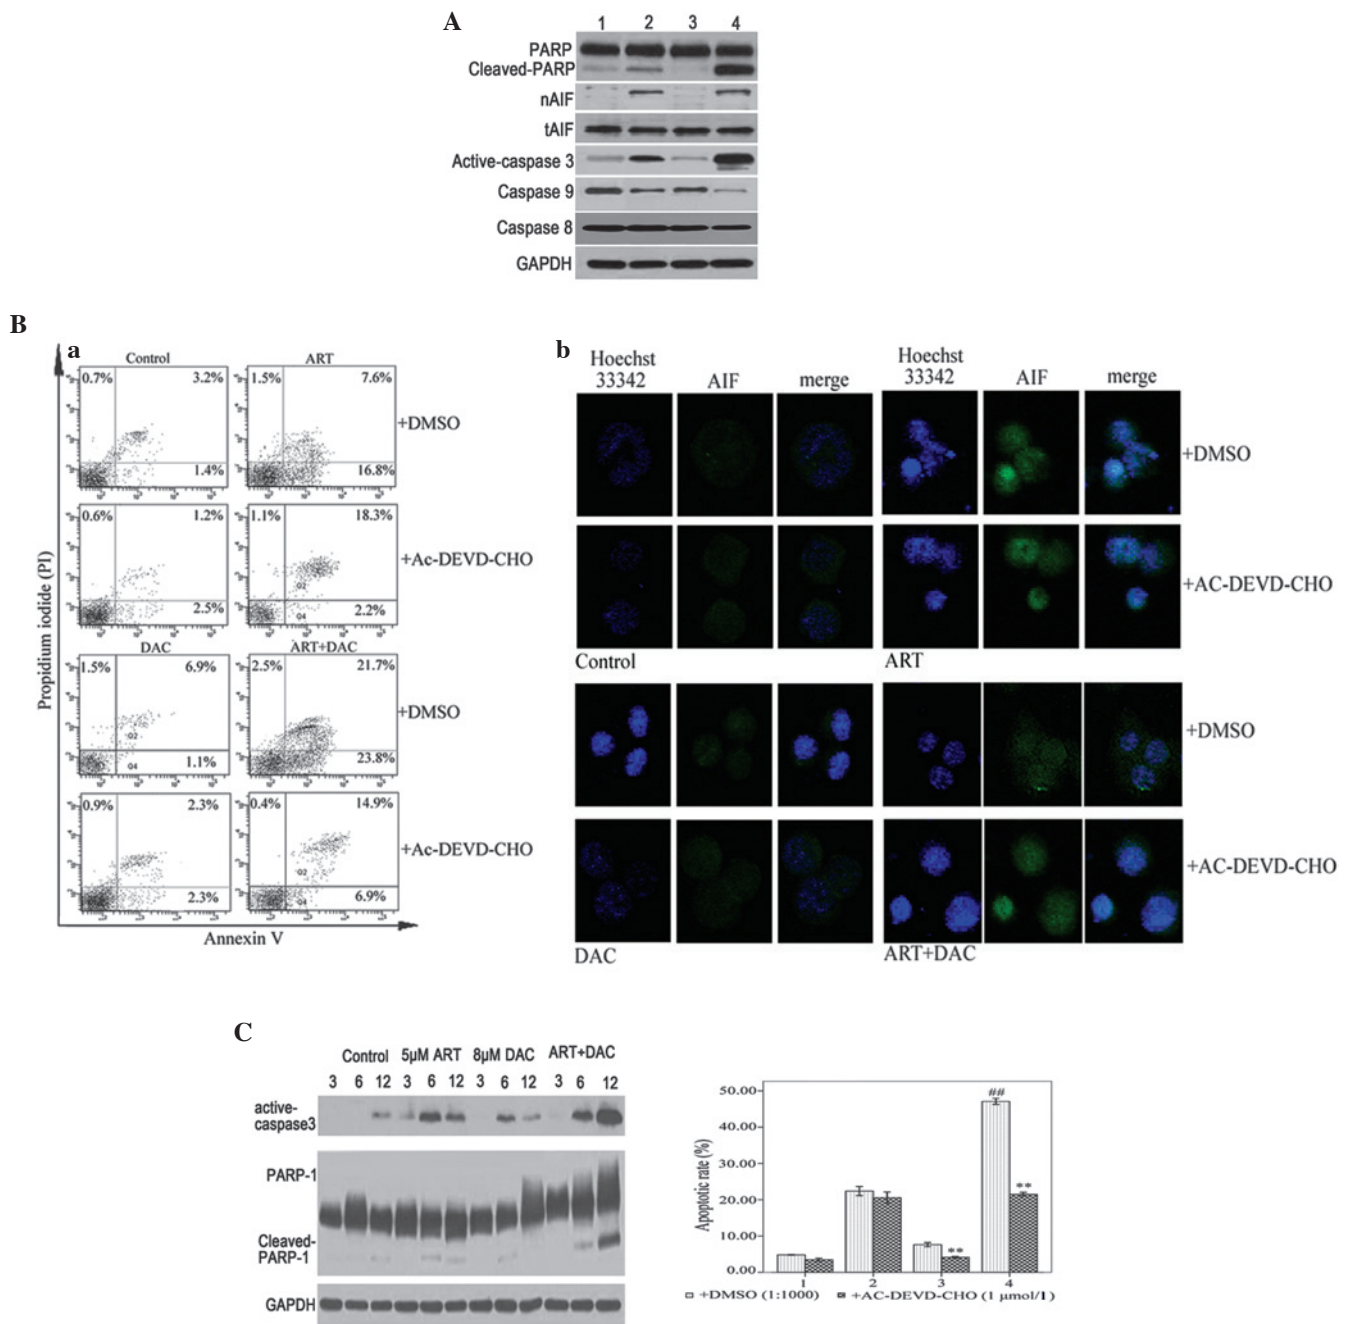 A
1 2 3 4
PARP
Cleaved-PARP
nAIF
tAIF
Active-caspase 3
Caspase 9
Caspase 8
GAPDH
B
a
Control ART
0.7% 3.2% 1.5% 7.6%
+DMSO
1.4% 16.8%
0.6% 1.2% 1.1% 18.3%
+Ac-DEVD-CHO
Q2
2.5% Q4 2.2%
DAC ART+DAC
1.5% 6.9% 2.5% 21.7%
+DMSO
Q2
Q4 1.1% 23.8%
0.9% 2.3% 0.4% 14.9%
+Ac-DEVD-CHO
Q2
2.3% Q4 6.9%
Propidium iodide (PI)
Annexin V
b
Hoechst 33342 AIF merge Hoechst 33342 AIF merge
+DMSO
+AC-DEVD-CHO
Control ART
+DMSO
+AC-DEVD-CHO
DAC ART+DAC
C
Control 5µM ART 8µM DAC ART+DAC
3 6 12 3 6 12 3 6 12 3 6 12
active-
caspase3
PARP-1
Cleaved-
PARP-1
GAPDH
Apoptotic rate (%)
50.00
40.00
30.00
20.00
10.00
0.00
##
**
**
1 2 3 4
+DMSO (1:1000) +AC-DEVD-CHO (1 µmol/l)